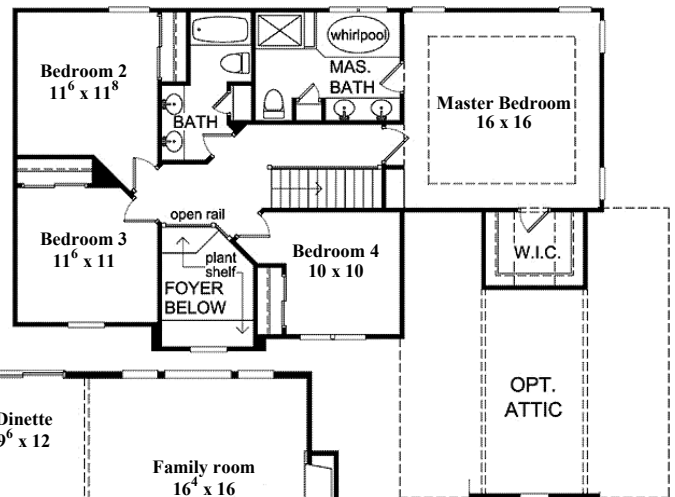 whirlpool
MAS.
BATH
Bedroom 2
11⁶ x 11⁸
BATH
Master Bedroom
16 x 16
open rail
Bedroom 3
11⁶ x 11
plant
shelf
FOYER
BELOW
Bedroom 4
10 x 10
W.I.C.
OPT.
ATTIC
Dinette
9⁶ x 12
Family room
16⁴ x 16